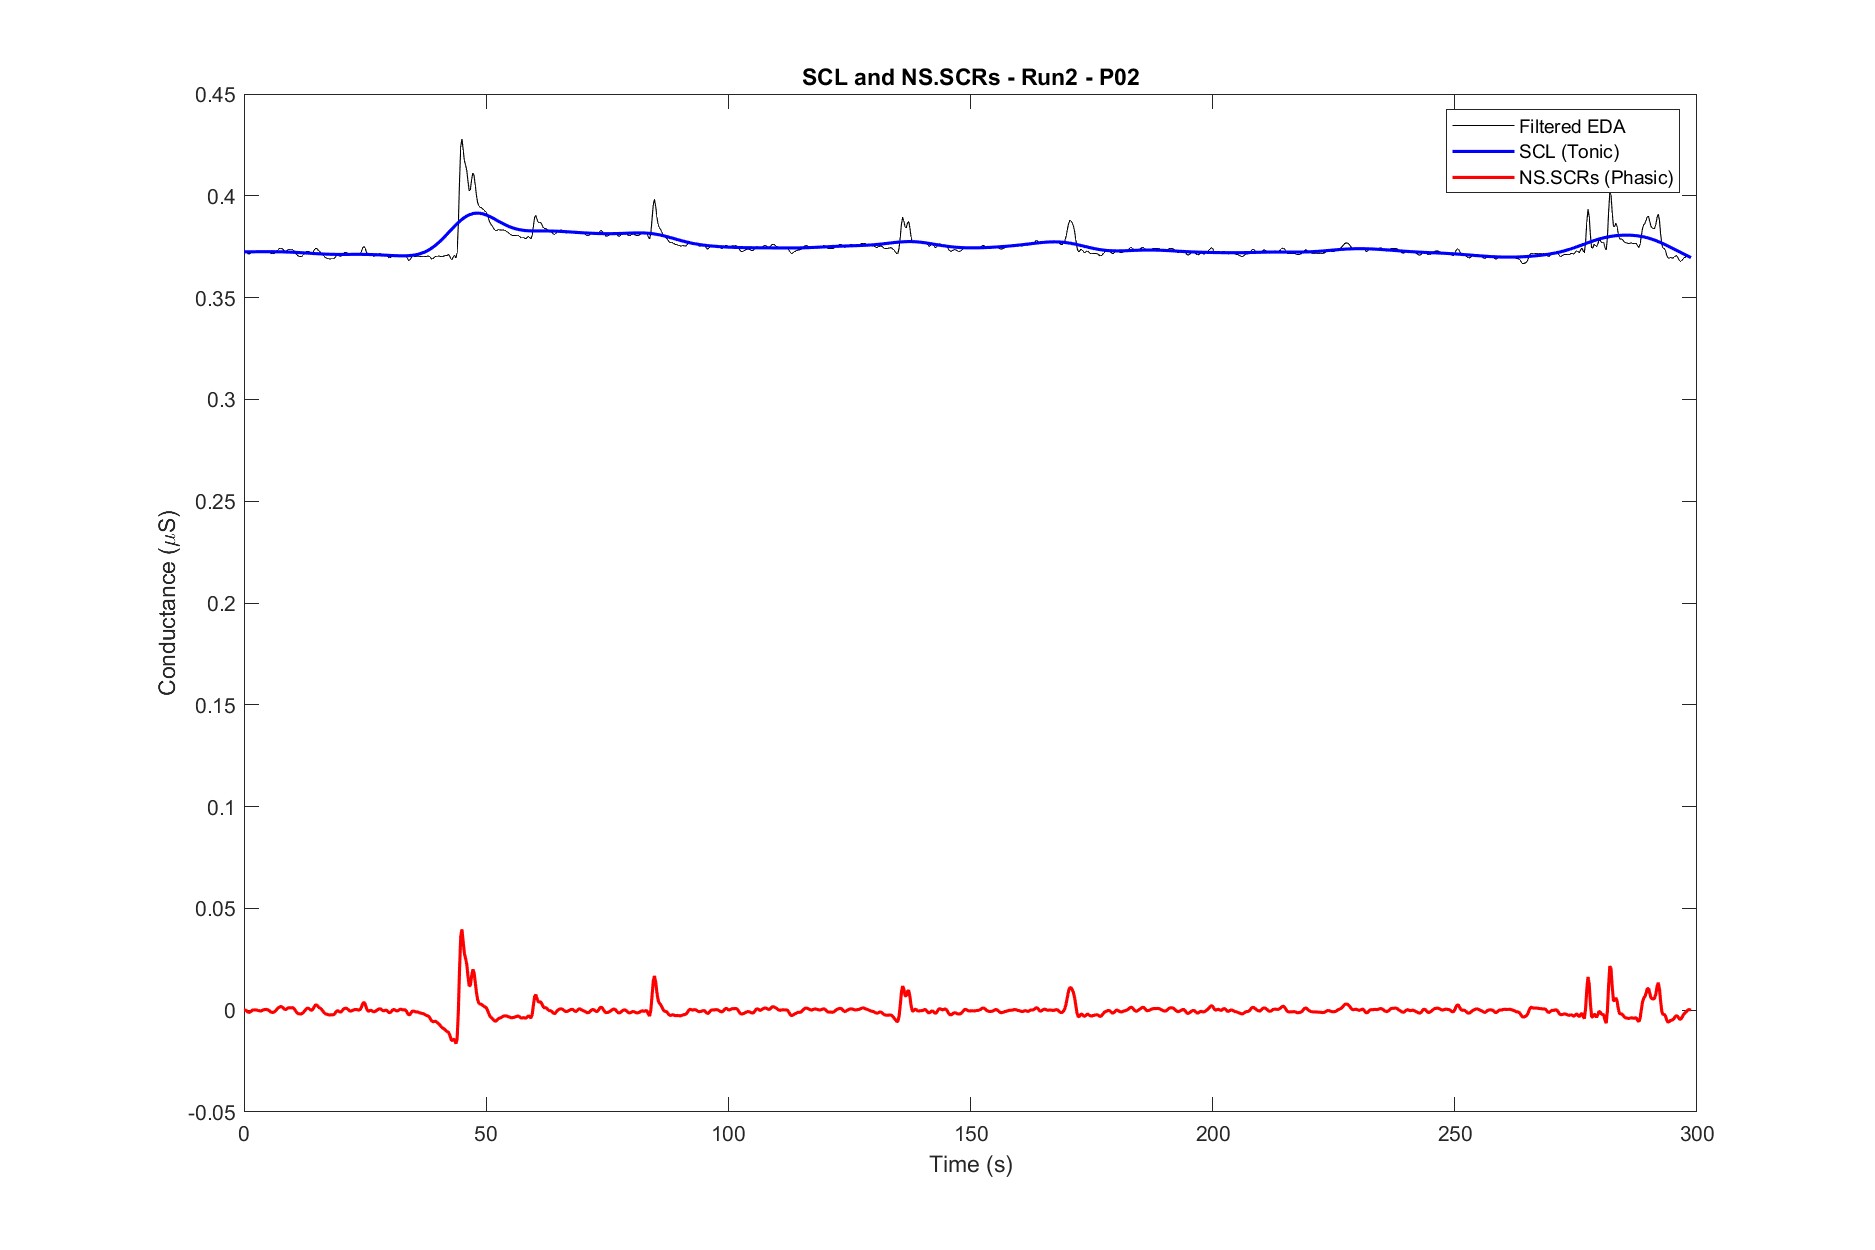 SCL and NS.SCRs - Run2 - P02
0.45
0.4
0.35
0.3
0.25
0.2
0.15
0.1
0.05
0
-0.05
Conductance (μS)
Filtered EDA
SCL (Tonic)
NS.SCRs (Phasic)
0 50 100 150 200 250 300
Time (s)